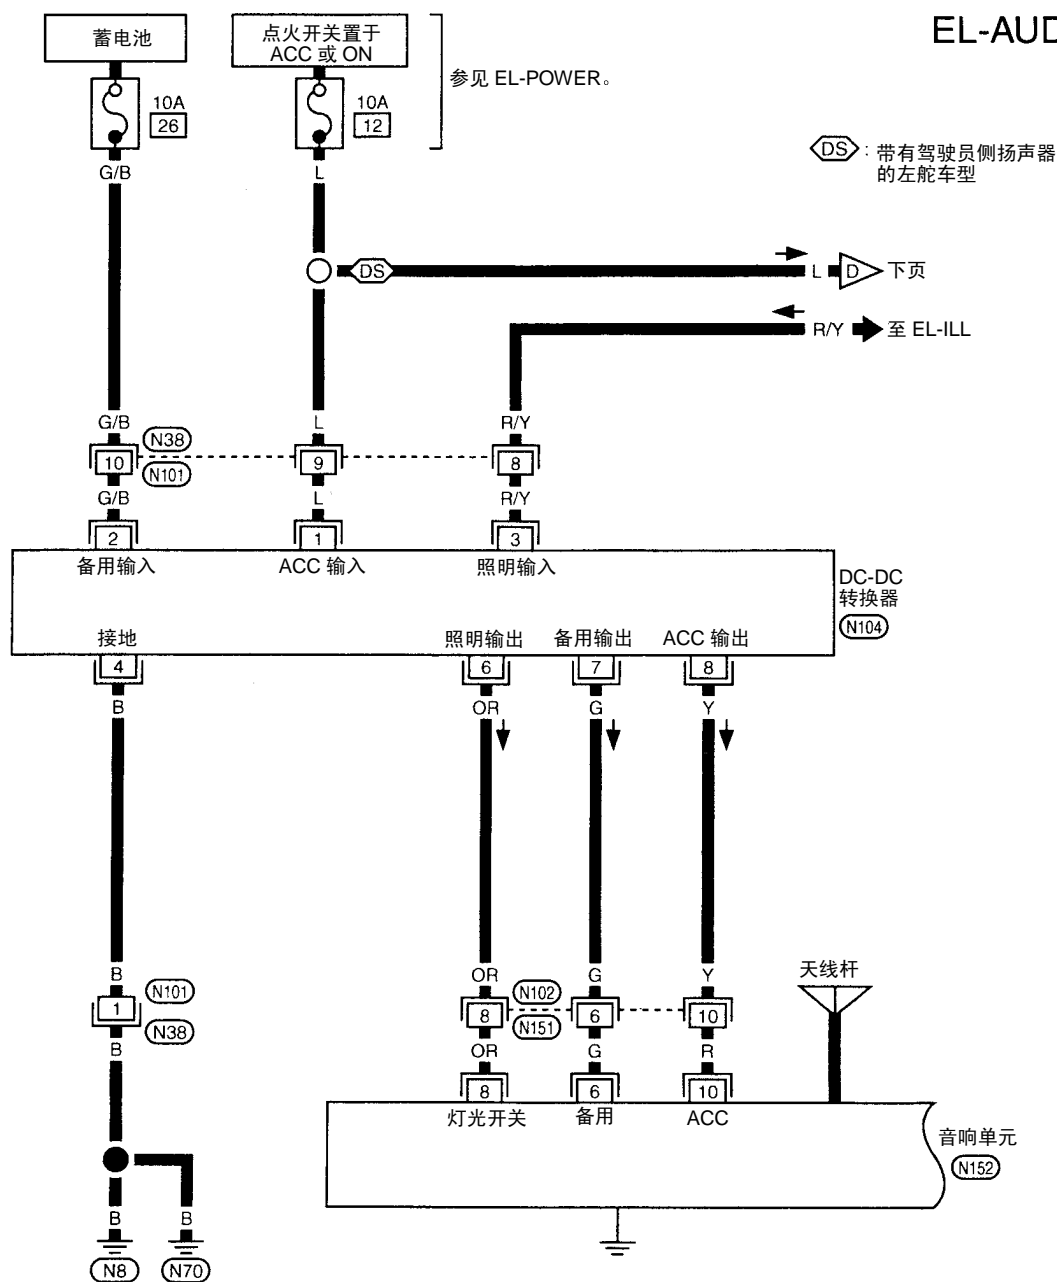 EL-AUD
蓄电池
点火开关置于
ACC 或 ON
参见 EL-POWER。
10A
26
10A
12
DS : 带有驾驶员侧扬声器
的左舵车型
G/B
L
DS
L
D
下页
R/Y
至 EL-ILL
G/B
L
R/Y
N38
10
9
8
N101
G/B
L
R/Y
2
1
3
备用输入
ACC 输入
照明输入
DC-DC
转换器
N104
接地
照明输出
备用输出
ACC 输出
4
6
7
8
B
OR
G
Y
B
OR
G
Y
天线杆
N101
1
N38
N102
8
6
10
N151
B
OR
G
R
8
6
10
灯光开关
备用
ACC
音响单元
N152
B
B
N8
N70